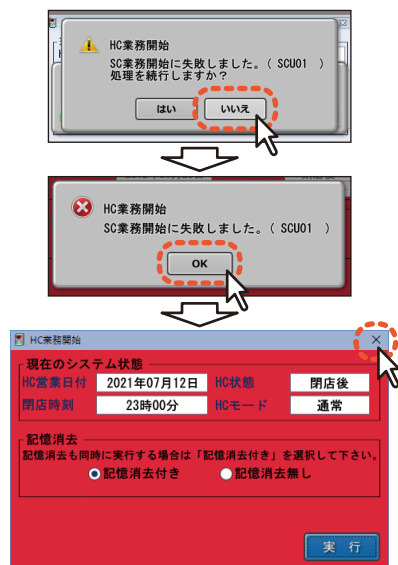 HC業務開始
SC業務開始に失敗しました。( SCU01 )
処理を続行しますか？
はい
いいえ
HC業務開始
SC業務開始に失敗しました。( SCU01 )
OK
HC業務開始
現在のシステム状態
HC営業日付 2021年07月12日 HC状態 閉店後
閉店時刻 23時00分 HCモード 通常
記憶消去
記憶消去も同時に実行する場合は「記憶消去付き」を選択して下さい。
記憶消去付き 記憶消去無し
実 行